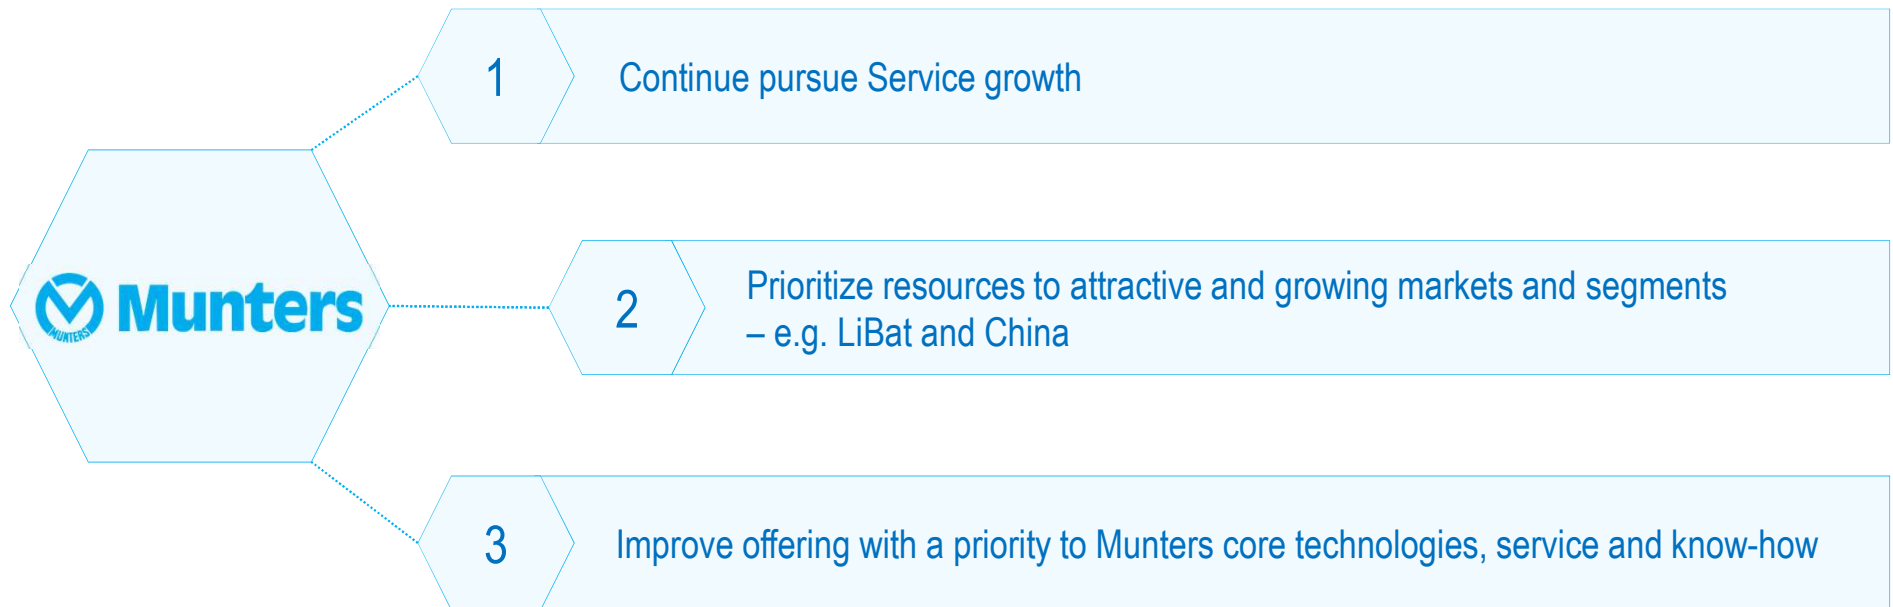 1
Continue pursue Service growth
MUNTERS
Munters
2
Prioritize resources to attractive and growing markets and segments
– e.g. LiBat and China
3
Improve offering with a priority to Munters core technologies, service and know-how